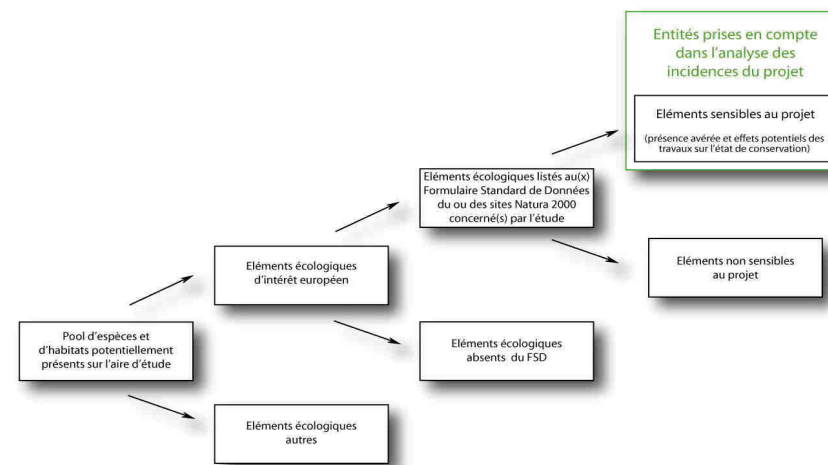 Entités prises en compte
dans l'analyse des
incidences du projet
Eléments sensibles au projet
(présence avérée et effets potentiels des
travaux sur l'état de conservation)
Eléments écologiques listés au(x)
Formulaire Standard de Données
du ou des sites Natura 2000
concerné(s) par l'étude
Eléments non sensibles
au projet
Eléments écologiques
d'intérêt européen
Eléments écologiques
absents du FSD
Pool d'espèces et
d'habitats potentiellement
présents sur l'aire d'étude
Eléments écologiques
autres